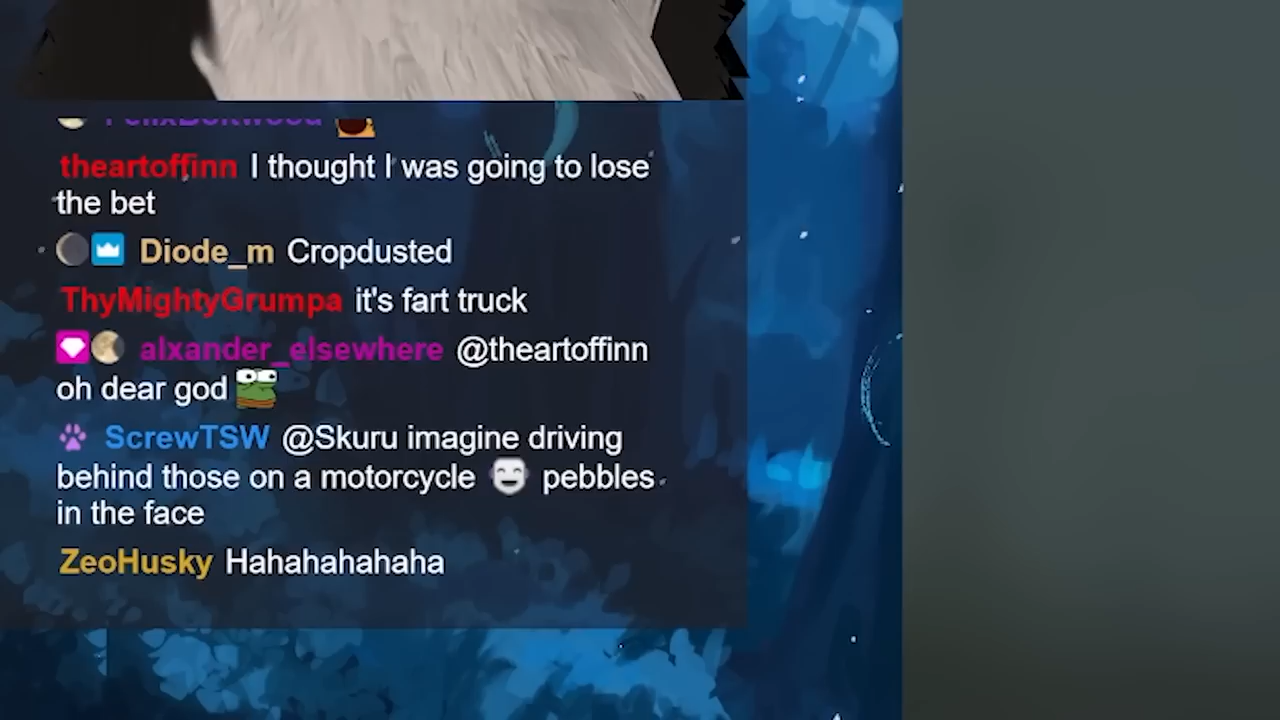 theartoffinn I thought I was going to lose
the bet
Diode_m Cropdusted
ThyMightyGrumpa it's fart truck
alxander_elsewhere @theartoffinn
oh dear god
ScrewTSW @Skuru imagine driving
behind those on a motorcycle pebbles
in the face
ZeoHusky Hahahahahaha